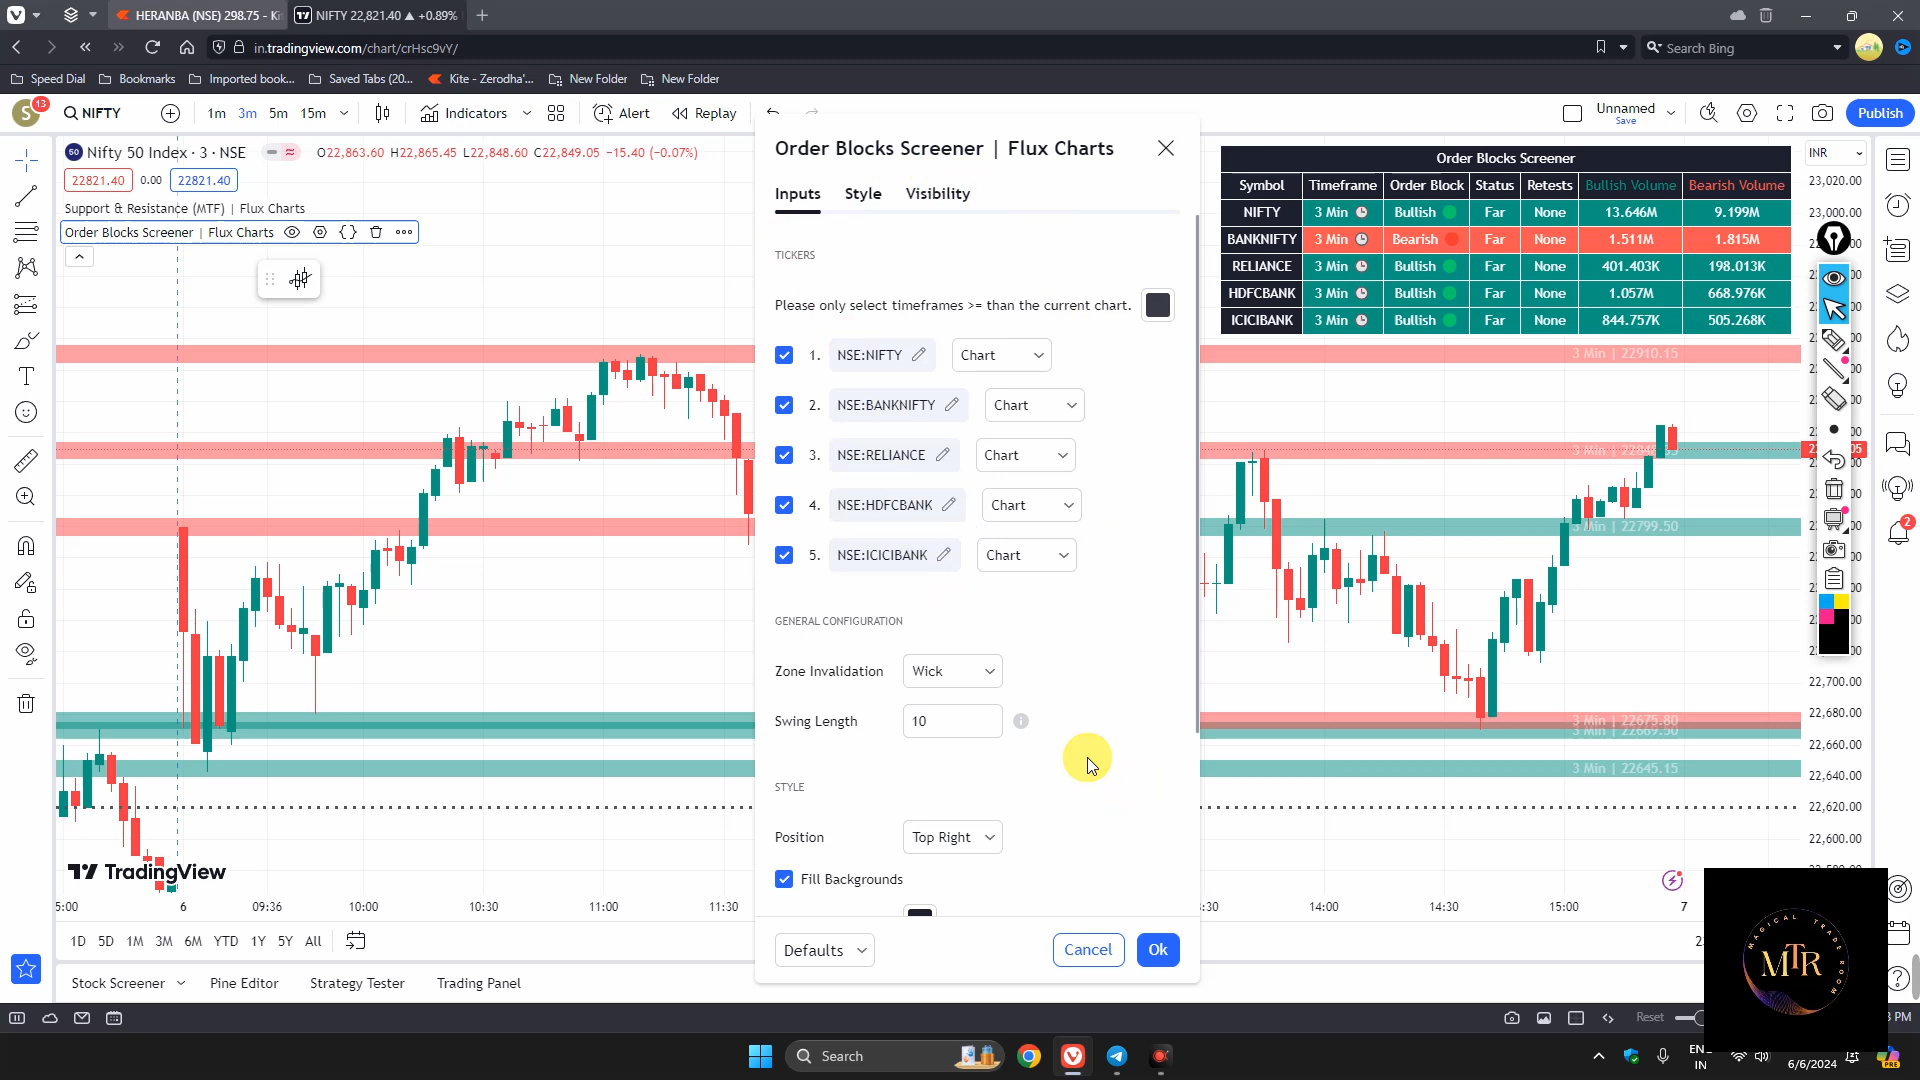 HERANBA (NSE) 298.75 - Ki
NIFTY 22,821.40 ▲ +0.89%
in.tradingview.com/chart/crHsc9vY/
Search Bing
Speed Dial
Bookmarks
Imported book...
Saved Tabs (20...
Kite - Zerodha'...
New Folder
New Folder
S
13
NIFTY
1m
3m
5m
15m
Indicators
Alert
Replay
Unnamed
Save
Publish
50
Nifty 50 Index · 3 · NSE
O22,863.60 H22,865.45 L22,848.60 C22,849.05 −15.40 (−0.07%)
22821.40
0.00
22821.40
Support & Resistance (MTF) | Flux Charts
Order Blocks Screener | Flux Charts
Order Blocks Screener | Flux Charts
Inputs
Style
Visibility
TICKERS
Please only select timeframes >= than the current chart.
1. NSE:NIFTY Chart
2. NSE:BANKNIFTY Chart
3. NSE:RELIANCE Chart
4. NSE:HDFCBANK Chart
5. NSE:ICICIBANK Chart
GENERAL CONFIGURATION
Zone Invalidation Wick
Swing Length 10
STYLE
Position Top Right
Fill Backgrounds
Defaults
Cancel
Ok
Order Blocks Screener
Symbol Timeframe Order Block Status Retests Bullish Volume Bearish Volume
NIFTY 3 Min Bullish Far None 13.646M 9.199M
BANKNIFTY 3 Min Bearish Far None 1.511M 1.815M
RELIANCE 3 Min Bullish Far None 401.403K 198.013K
HDFCBANK 3 Min Bullish Far None 1.057M 668.976K
ICICIBANK 3 Min Bullish Far None 844.757K 505.268K
INR
23,020.00
23,000.00
3 Min | 22910.15
3 Min | 22799.50
22,700.00
22,680.00
3 Min | 22675.80
3 Min | 22669.50
22,660.00
3 Min | 22645.15
22,640.00
22,620.00
22,600.00
TradingView
5:00
6
09:36
10:00
10:30
11:00
11:30
:30
14:00
14:30
15:00
7
1D
5D
1M
3M
6M
YTD
1Y
5Y
All
Stock Screener
Pine Editor
Strategy Tester
Trading Panel
2
MAGICAL TRADE ROOM
MTR
Reset
Search
IN
6/6/2024
PRE